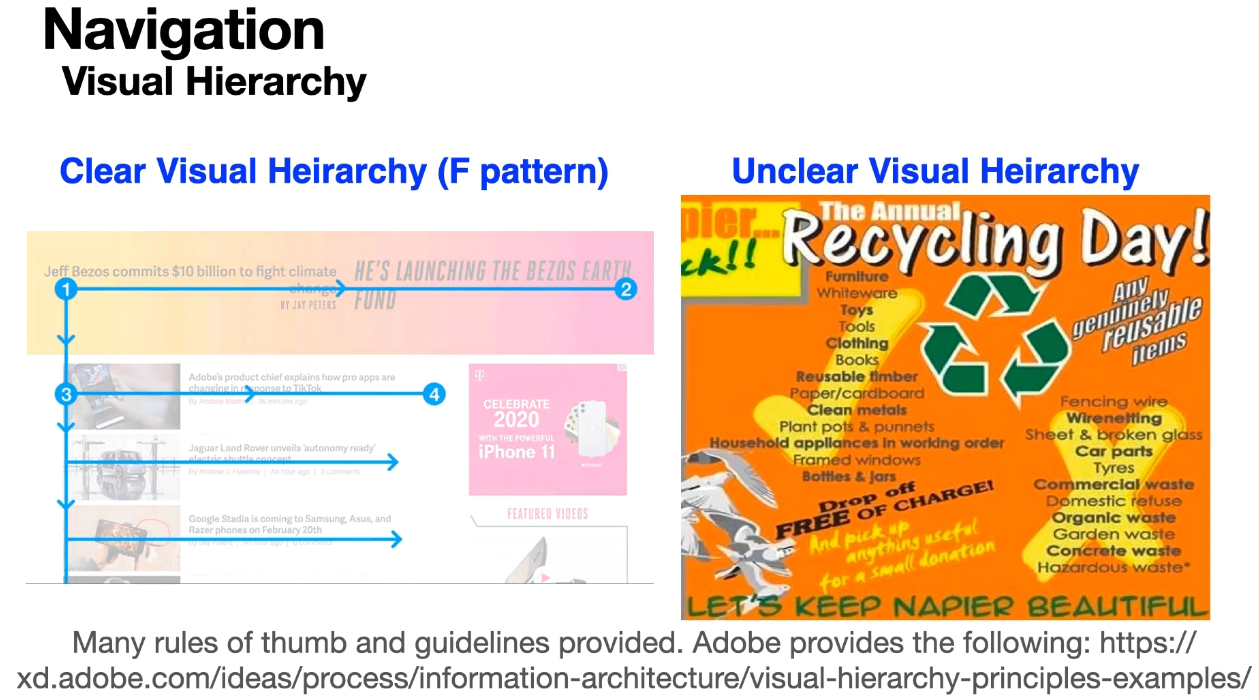 Navigation
Visual Hierarchy
Clear Visual Heirarchy (F pattern)
Jeff Bezos commits $10 billion to fight climate
change
BY JAY PETERS
HE'S LAUNCHING THE BEZOS EARTH
FUND
1
2
3
4
Adobe's product chief explains how pro apps are
changing in response to TikTok
By Andrew Marino | 36 minutes ago
Jaguar Land Rover unveils 'autonomy ready'
electric shuttle concept
By Andrew J. Hawkins | An hour ago | 3 comments
Google Stadia is coming to Samsung, Asus, and
Razer phones on February 20th
CELEBRATE
2020
WITH THE POWERFUL
iPhone 11
FEATURED VIDEOS
Unclear Visual Heirarchy
pier...
ck!!
The Annual
Recycling Day!
Furniture
Whiteware
Toys
Tools
Clothing
Books
Reusable timber
Paper/cardboard
Clean metals
Plant pots & punnets
Household appliances in working order
Framed windows
Bottles & jars
Any
genuinely
reusable
items
Fencing wire
Wirenetting
Sheet & broken glass
Car parts
Tyres
Commercial waste
Domestic refuse
Organic waste
Garden waste
Concrete waste
Hazardous waste*
Drop off
FREE OF CHARGE!
And pick up
anything useful
for a small donation
LET'S KEEP NAPIER BEAUTIFUL
Many rules of thumb and guidelines provided. Adobe provides the following: https://
xd.adobe.com/ideas/process/information-architecture/visual-hierarchy-principles-examples/